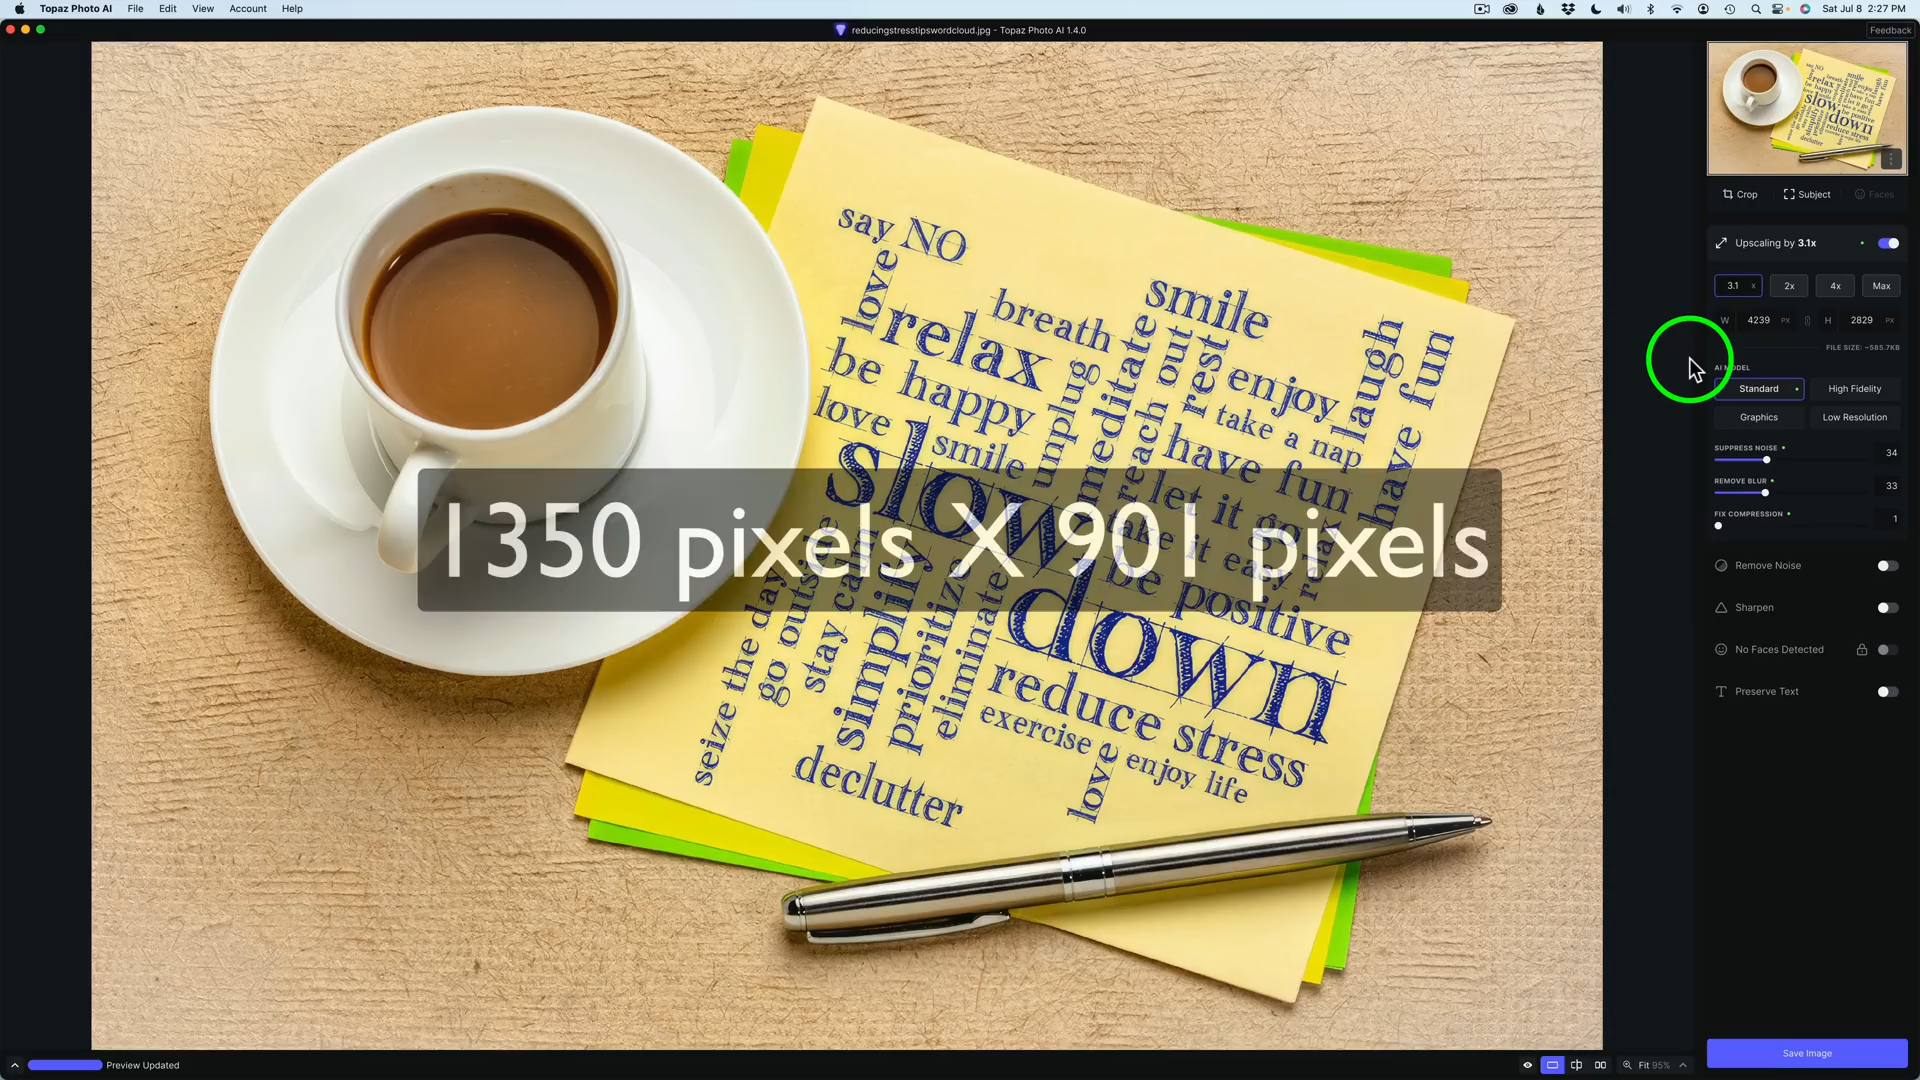 Topaz Photo AI File Edit View Account Help Sat Jul 8 2:27 PM
reducingstresstipswordcloud.jpg - Topaz Photo AI 1.4.0
Feedback
say NO
love
relax
breath
smile
be happy
love
smile
unplug
meditate
reach out
rest
enjoy
take a nap
laugh
have fun
have fun
slow
let it go
take it easy
relax
1350 pixels X 901 pixels
be positive
down
seize the day
go outside
stay calm
simplify
prioritize
eliminate
reduce stress
exercise
love
enjoy life
declutter
Crop Subject Faces
Upscaling by 3.1x
3.1 x 2x 4x Max
W 4239 PX H 2829 PX
FILE SIZE: ~585.7KB
AI MODEL
Standard High Fidelity
Graphics Low Resolution
SUPPRESS NOISE 34
REMOVE BLUR 33
FIX COMPRESSION 1
Remove Noise
Sharpen
No Faces Detected
Preserve Text
Save Image
Preview Updated
Fit 95%